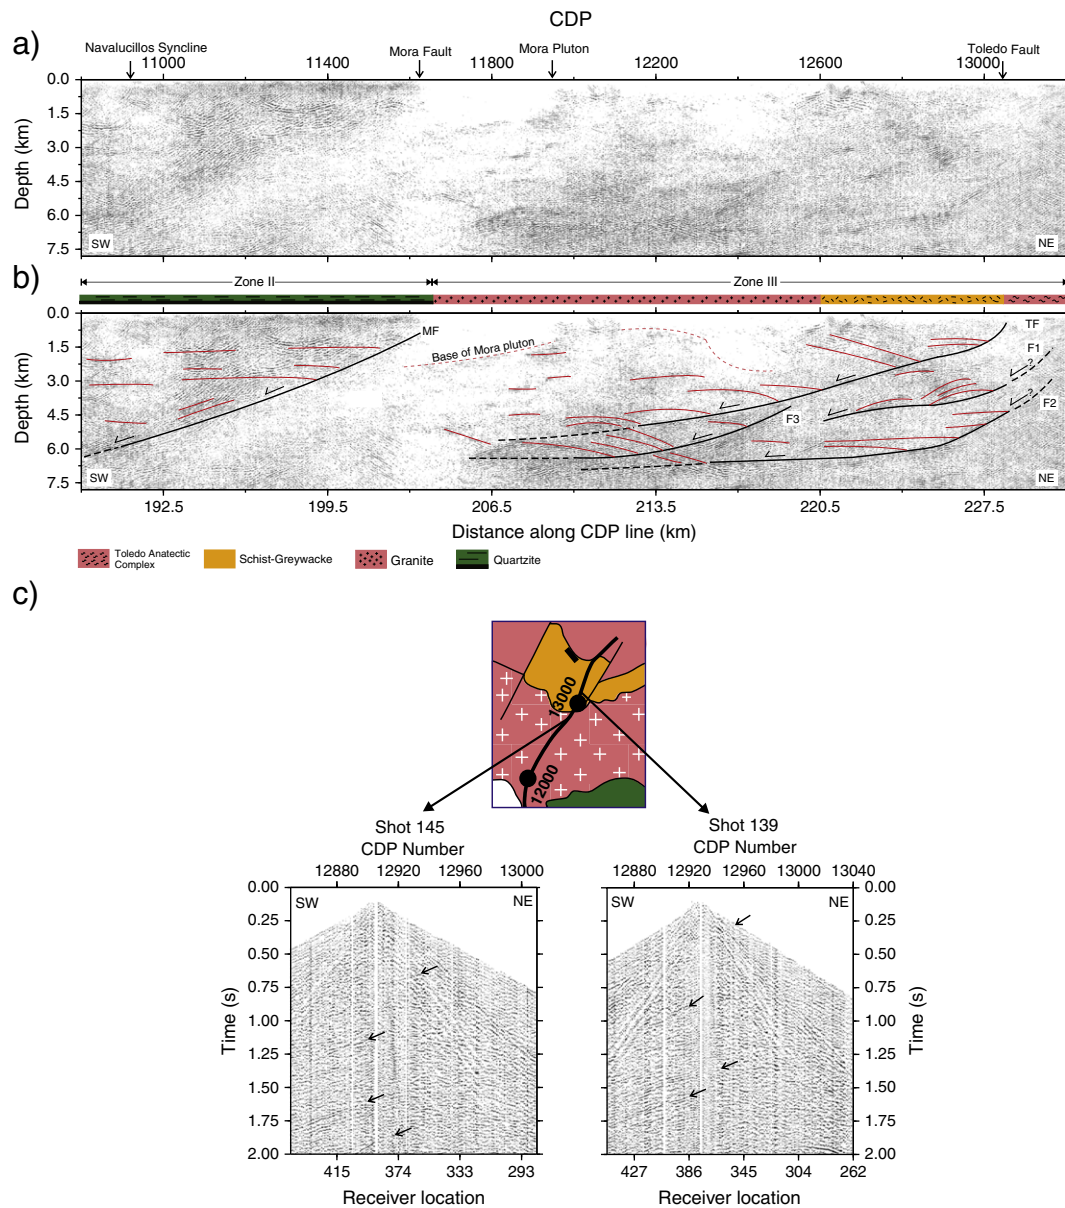 CDP
a)
Navalucillos Syncline
Mora Fault
Mora Pluton
Toledo Fault
11000 11400 11800 12200 12600 13000
Depth (km)
0.0
1.5
3.0
4.5
6.0
7.5
SW NE
b)
Zone II Zone III
Depth (km)
0.0
1.5
3.0
4.5
6.0
7.5
MF
Base of Mora pluton
TF
F1
?
?
F2
F3
SW NE
192.5 199.5 206.5 213.5 220.5 227.5
Distance along CDP line (km)
Toledo Anatectic
Complex
Schist-Greywacke
Granite
Quartzite
c)
13000
12000
Shot 145
CDP Number
12880 12920 12960 13000
SW NE
Time (s)
0.00
0.25
0.50
0.75
1.00
1.25
1.50
1.75
2.00
415 374 333 293
Receiver location
Shot 139
CDP Number
12880 12920 12960 13000 13040
SW NE
0.00
0.25
0.50
0.75
1.00
1.25
1.50
1.75
2.00
Time (s)
427 386 345 304 262
Receiver location